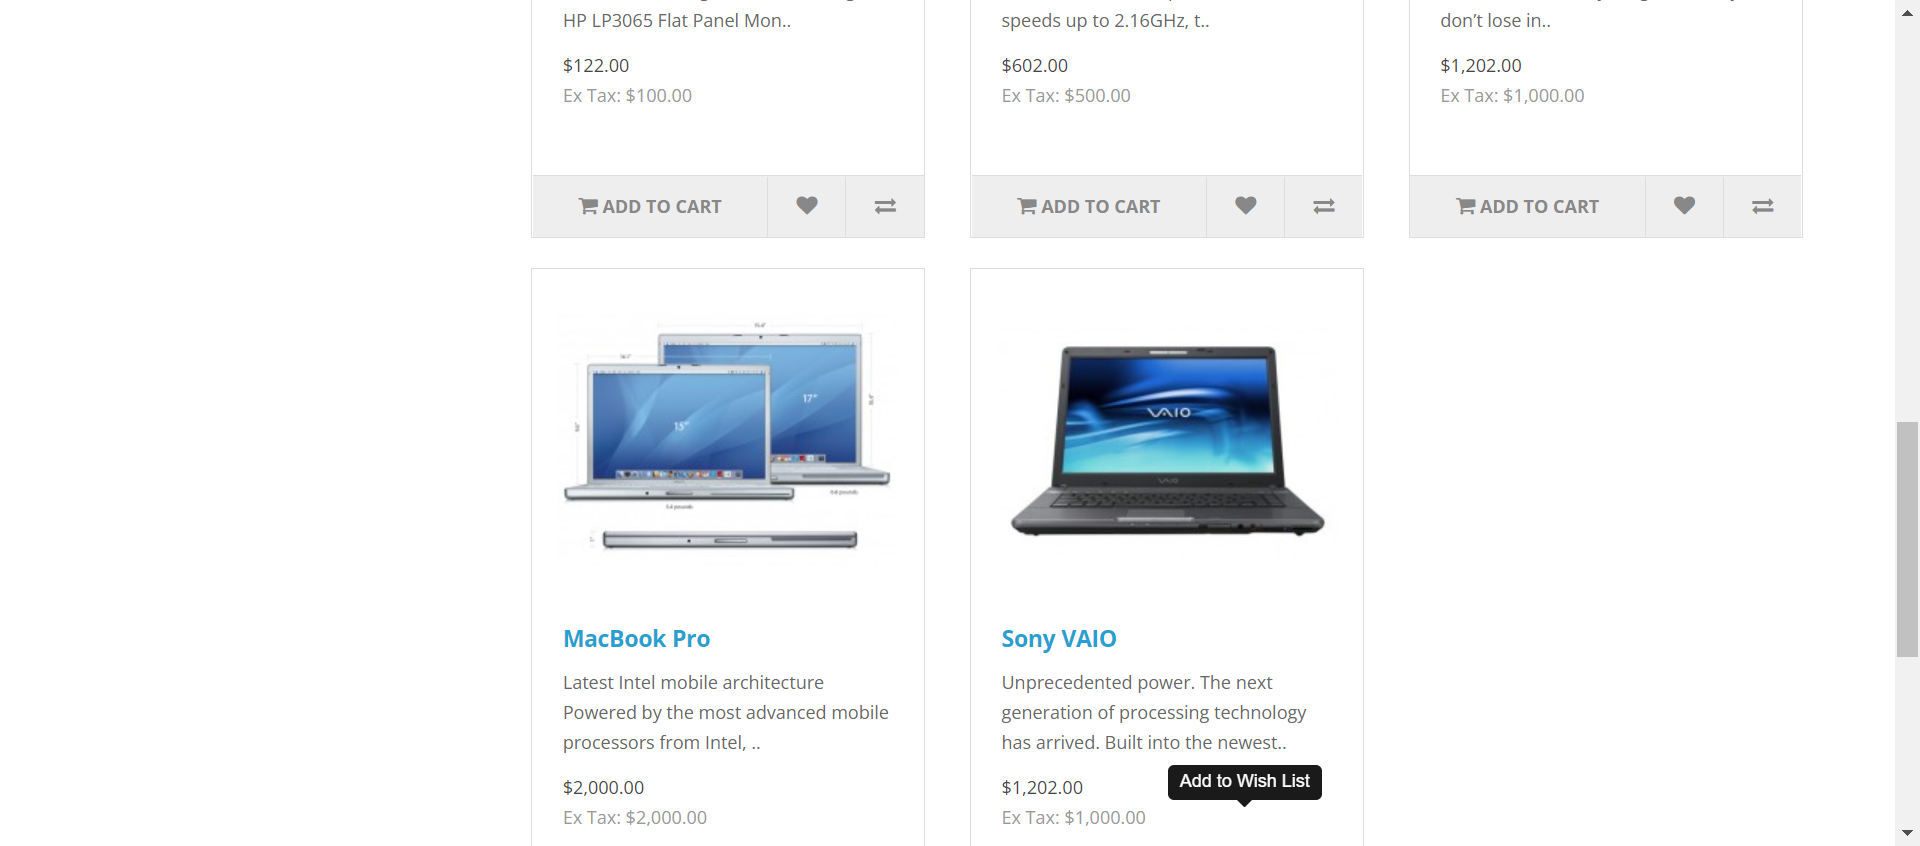 HP LP3065 Flat Panel Mon..
$122.00
Ex Tax: $100.00
ADD TO CART
speeds up to 2.16GHz, t..
$602.00
Ex Tax: $500.00
ADD TO CART
don’t lose in..
$1,202.00
Ex Tax: $1,000.00
ADD TO CART
15"
17"
MacBook Pro
Latest Intel mobile architecture
Powered by the most advanced mobile
processors from Intel, ..
$2,000.00
Ex Tax: $2,000.00
VAIO
VAIO
Sony VAIO
Unprecedented power. The next
generation of processing technology
has arrived. Built into the newest..
Add to Wish List
$1,202.00
Ex Tax: $1,000.00